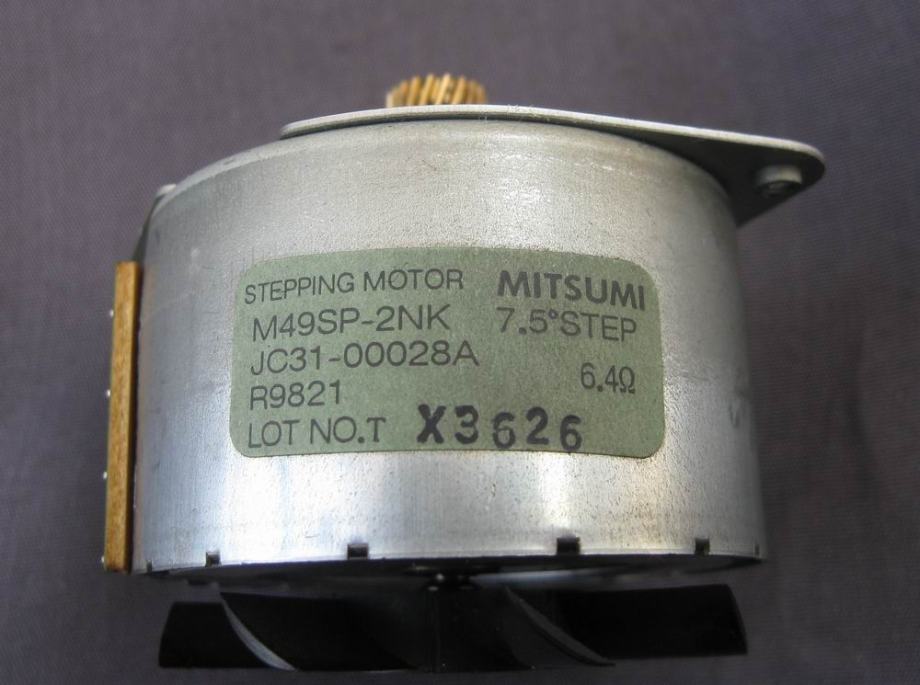 STEPPING MOTOR MITSUMI
M49SP-2NK 7.5°STEP
JC31-00028A
6.4Ω
R9821
LOT NO.T X3626